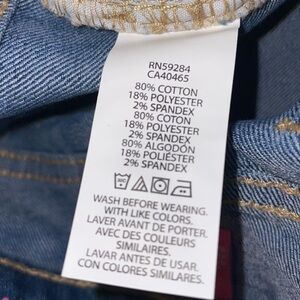 RN59284
CA40465
80% COTTON
18% POLYESTER
2% SPANDEX
80% COTON
18% POLYESTER
2% SPANDEX
80% ALGODÓN
18% POLIÉSTER
2% SPANDEX
WASH BEFORE WEARING.
WITH LIKE COLORS.
LAVER AVANT DE PORTER.
AVEC DES COULEURS
SIMILAIRES.
LAVAR ANTES DE USAR.
CON COLORES SIMILARES.